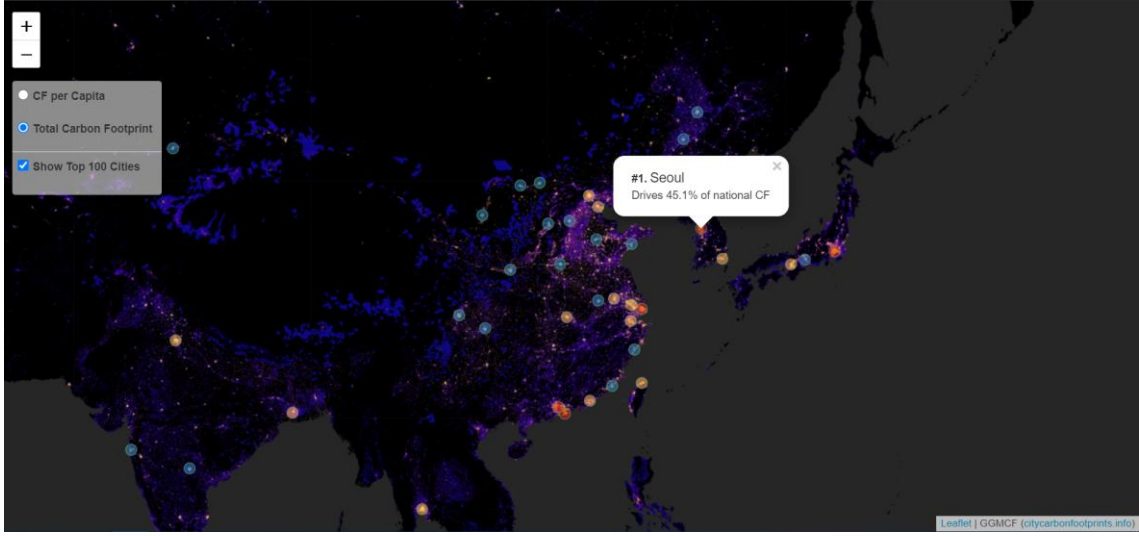 +
−
CF per Capita
Total Carbon Footprint
Show Top 100 Cities
×
#1. Seoul
Drives 45.1% of national CF
Leaflet | GGMCF (citycarbonfootprints.info)